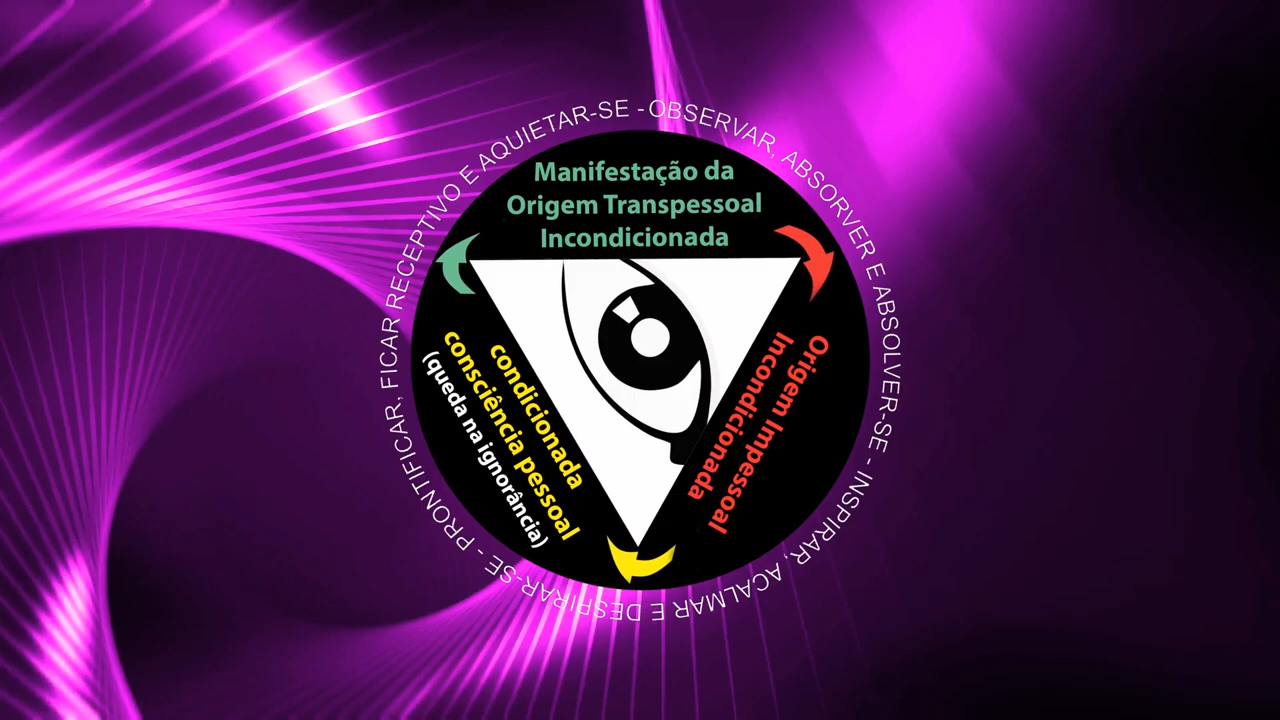 OBSERVAR, ABSORVER E ABSOLVER-SE - INSPIRAR, ACALMAR E DESPIRAR-SE - PRONTIFICAR, FICAR RECEPTIVO E AQUIETAR-SE -
Manifestação da
Origem Transpessoal
Incondicionada
Origem Impessoal
Incondicionada
condicionada
consciência pessoal
(queda na ignorância)